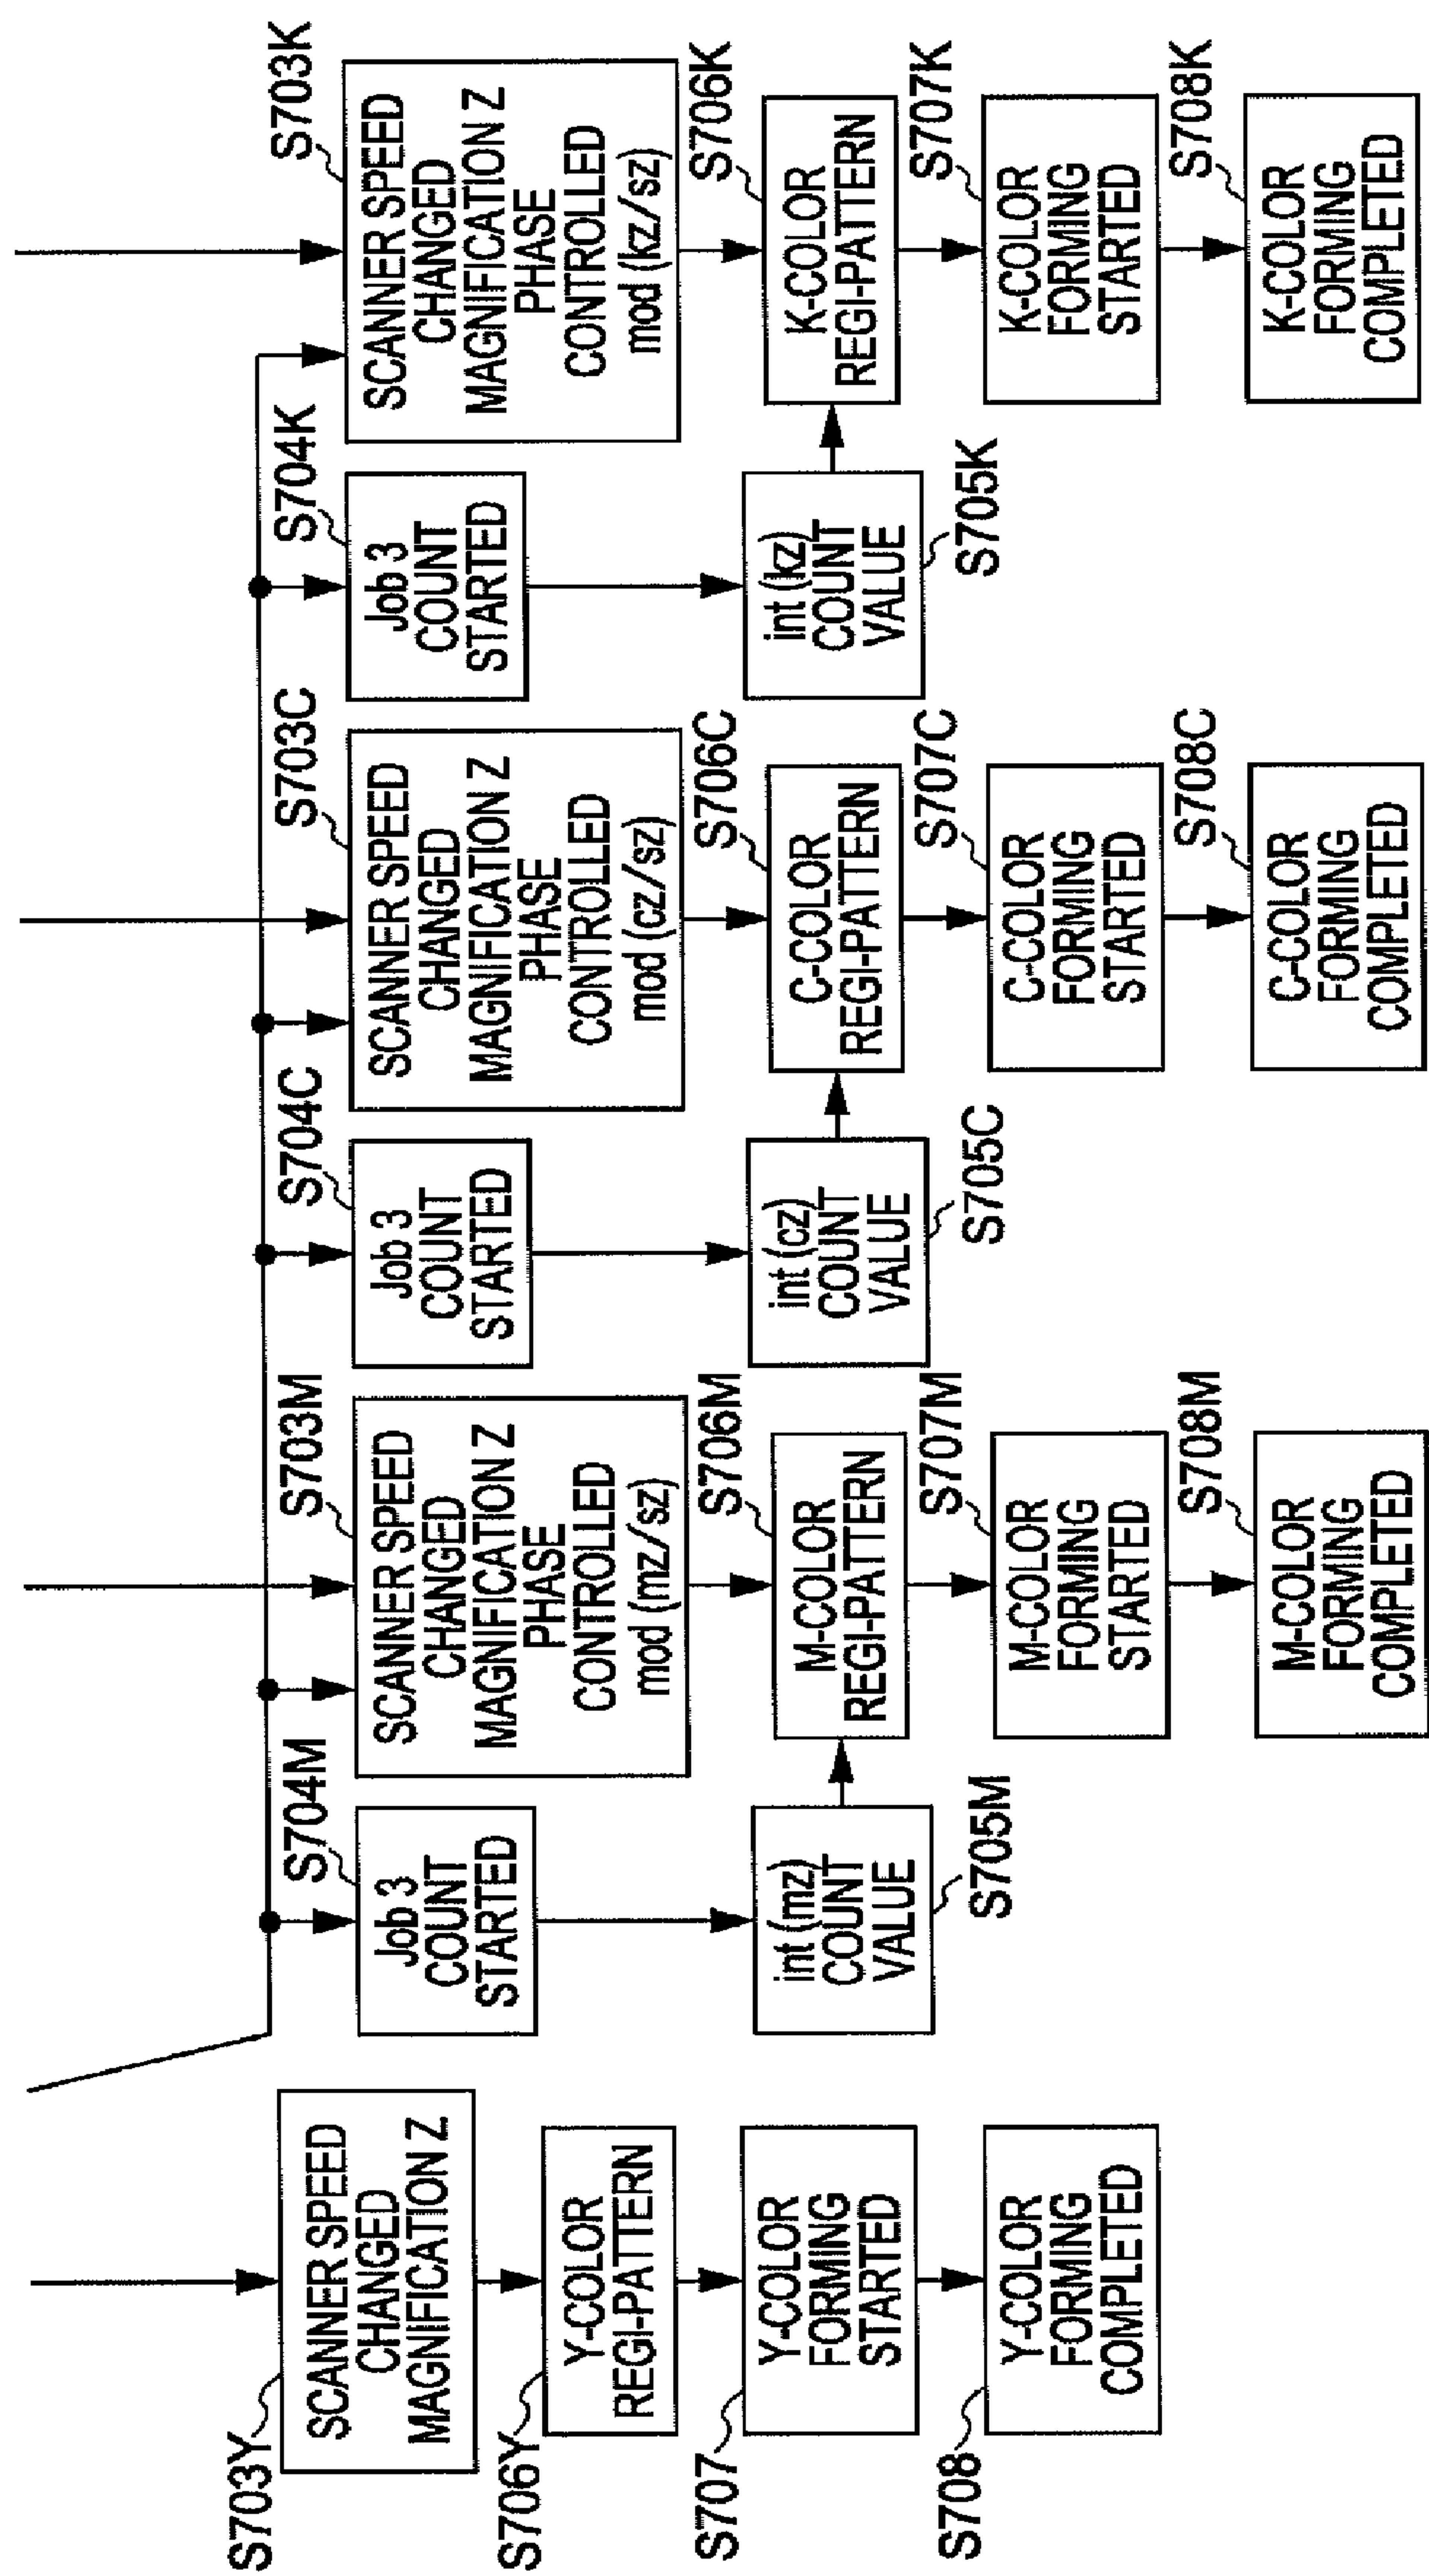 S703Y
SCANNER SPEED
CHANGED
MAGNIFICATION Z
S706Y
Y-COLOR
REGI-PATTERN
S707
Y-COLOR
FORMING
STARTED
S708
Y-COLOR
FORMING
COMPLETED
S704M
Job 3
COUNT
STARTED
int (mz)
COUNT
VALUE
S705M
S703M
SCANNER SPEED
CHANGED
MAGNIFICATION Z
PHASE
CONTROLLED
mod (mz/sz)
S706M
M-COLOR
REGI-PATTERN
S707M
M-COLOR
FORMING
STARTED
S708M
M-COLOR
FORMING
COMPLETED
S704C
Job 3
COUNT
STARTED
int (cz)
COUNT
VALUE
S705C
S703C
SCANNER SPEED
CHANGED
MAGNIFICATION Z
PHASE
CONTROLLED
mod (cz/sz)
S706C
C-COLOR
REGI-PATTERN
S707C
C-COLOR
FORMING
STARTED
S708C
C-COLOR
FORMING
COMPLETED
S704K
Job 3
COUNT
STARTED
int (kz)
COUNT
VALUE
S705K
S703K
SCANNER SPEED
CHANGED
MAGNIFICATION Z
PHASE
CONTROLLED
mod (kz/sz)
S706K
K-COLOR
REGI-PATTERN
S707K
K-COLOR
FORMING
STARTED
S708K
K-COLOR
FORMING
COMPLETED